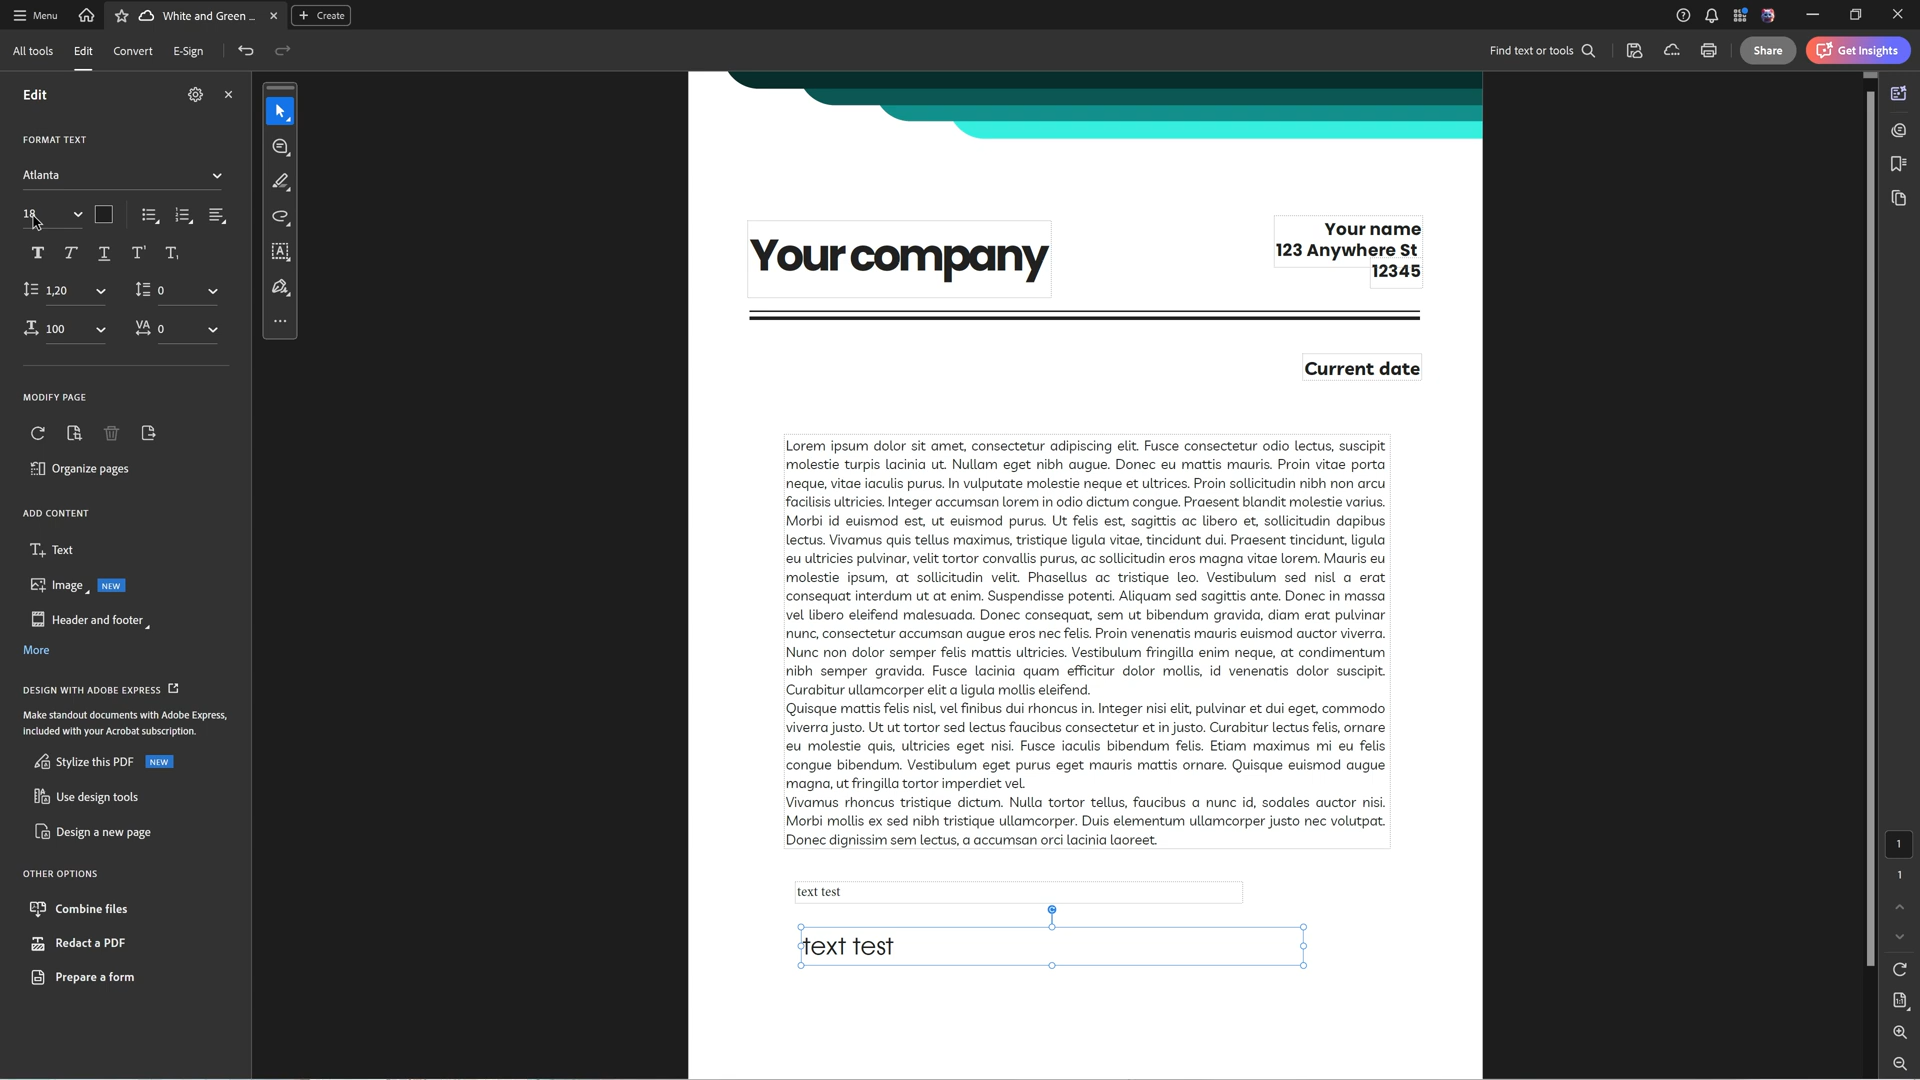 Menu
White and Green ...
Create
All tools
Edit
Convert
E-Sign
Find text or tools
Share
Get Insights
Edit
FORMAT TEXT
Atlanta
18
1,20
0
100
0
MODIFY PAGE
Organize pages
ADD CONTENT
Text
Image NEW
Header and footer
More
DESIGN WITH ADOBE EXPRESS
Make standout documents with Adobe Express,
included with your Acrobat subscription.
Stylize this PDF NEW
Use design tools
Design a new page
OTHER OPTIONS
Combine files
Redact a PDF
Prepare a form
Your company
Your name
123 Anywhere St
12345
Current date
Lorem ipsum dolor sit amet, consectetur adipiscing elit. Fusce consectetur odio lectus, suscipit
molestie turpis lacinia ut. Nullam eget nibh augue. Donec eu mattis mauris. Proin vitae porta
neque, vitae iaculis purus. In vulputate molestie neque et ultrices. Proin sollicitudin nibh non arcu
facilisis ultricies. Integer accumsan lorem in odio dictum congue. Praesent blandit molestie varius.
Morbi id euismod est, ut euismod purus. Ut felis est, sagittis ac libero et, sollicitudin dapibus
lectus. Vivamus quis tellus maximus, tristique ligula vitae, tincidunt dui. Praesent tincidunt, ligula
eu ultricies pulvinar, velit tortor convallis purus, ac sollicitudin eros magna vitae lorem. Mauris eu
molestie ipsum, at sollicitudin velit. Phasellus ac tristique leo. Vestibulum sed nisl a erat
consequat interdum ut at enim. Suspendisse potenti. Aliquam sed sagittis ante. Donec in massa
vel libero eleifend malesuada. Donec consequat, sem ut bibendum gravida, diam erat pulvinar
nunc, consectetur accumsan augue eros nec felis. Proin venenatis mauris euismod auctor viverra.
Nunc non dolor semper felis mattis ultricies. Vestibulum fringilla enim neque, at condimentum
nibh semper gravida. Fusce lacinia quam efficitur dolor mollis, id venenatis dolor suscipit.
Curabitur ullamcorper elit a ligula mollis eleifend.
Quisque mattis felis nisl, vel finibus dui rhoncus in. Integer nisi elit, pulvinar et dui eget, commodo
viverra justo. Ut ut tortor sed lectus faucibus consectetur et in justo. Curabitur lectus felis, ornare
eu molestie quis, ultricies eget nisi. Fusce iaculis bibendum felis. Etiam maximus mi eu felis
congue bibendum. Vestibulum eget purus eget mauris mattis ornare. Quisque euismod augue
magna, ut fringilla tortor imperdiet vel.
Vivamus rhoncus tristique dictum. Nulla tortor tellus, faucibus a nunc id, sodales auctor nisi.
Morbi mollis ex sed nibh tristique ullamcorper. Duis elementum ullamcorper justo nec volutpat.
Donec dignissim sem lectus, a accumsan orci lacinia laoreet.
text test
text test
1
1